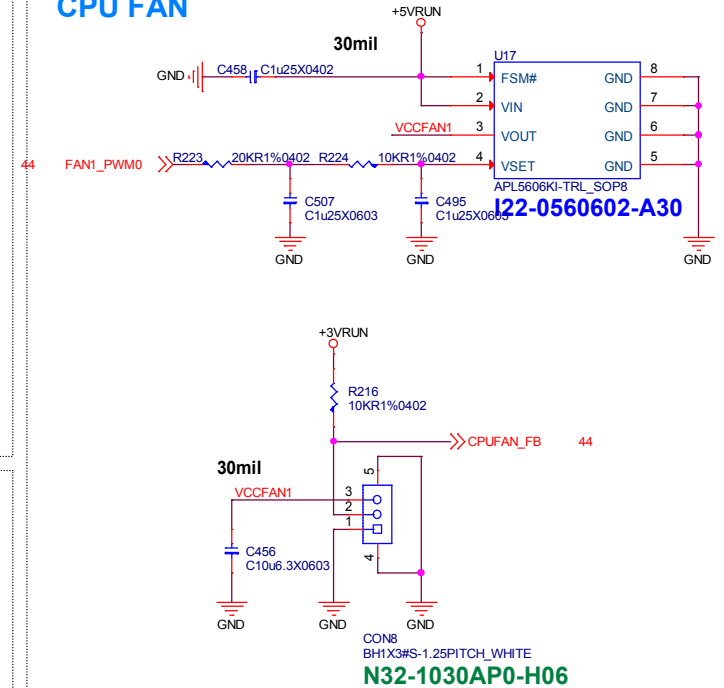 CPU FAN
+5VRUN
30mil
U17
GND
C458
C1u25X0402
1
FSM#
GND
8
2
VIN
GND
7
VCCFAN1
3
VOUT
GND
6
44
FAN1_PWM0
R223
20KR1%0402
R224
10KR1%0402
4
VSET
GND
5
APL5606KI-TRL_SOP8
I22-0560602-A30
C507
C1u25X0603
C495
C1u25X0603
GND
GND
GND
+3VRUN
R216
10KR1%0402
CPUFAN_FB
44
30mil
VCCFAN1
5
3
2
1
4
C456
C10u6.3X0603
GND
GND
GND
CON8
BH1X3#S-1.25PITCH_WHITE
N32-1030AP0-H06